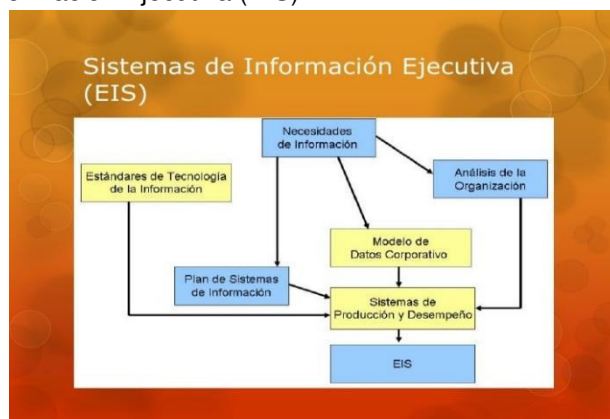 Sistemas de Información Ejecutiva
(EIS)
Necesidades
de Información
Estándares de Tecnología
de la Información
Análisis de la
Organización
Modelo de
Datos Corporativo
Plan de Sistemas
de Información
Sistemas de
Producción y Desempeño
EIS